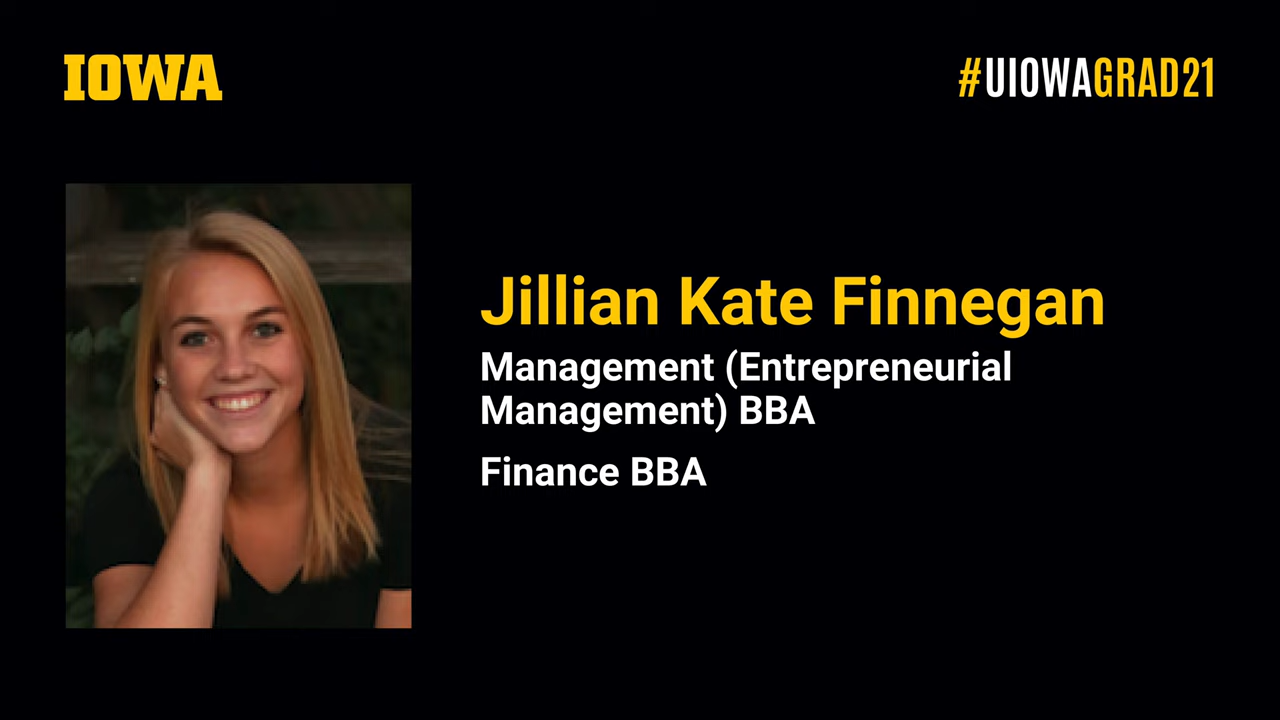 IOWA
#UIOWAGRAD21
Jillian Kate Finnegan
Management (Entrepreneurial
Management) BBA
Finance BBA